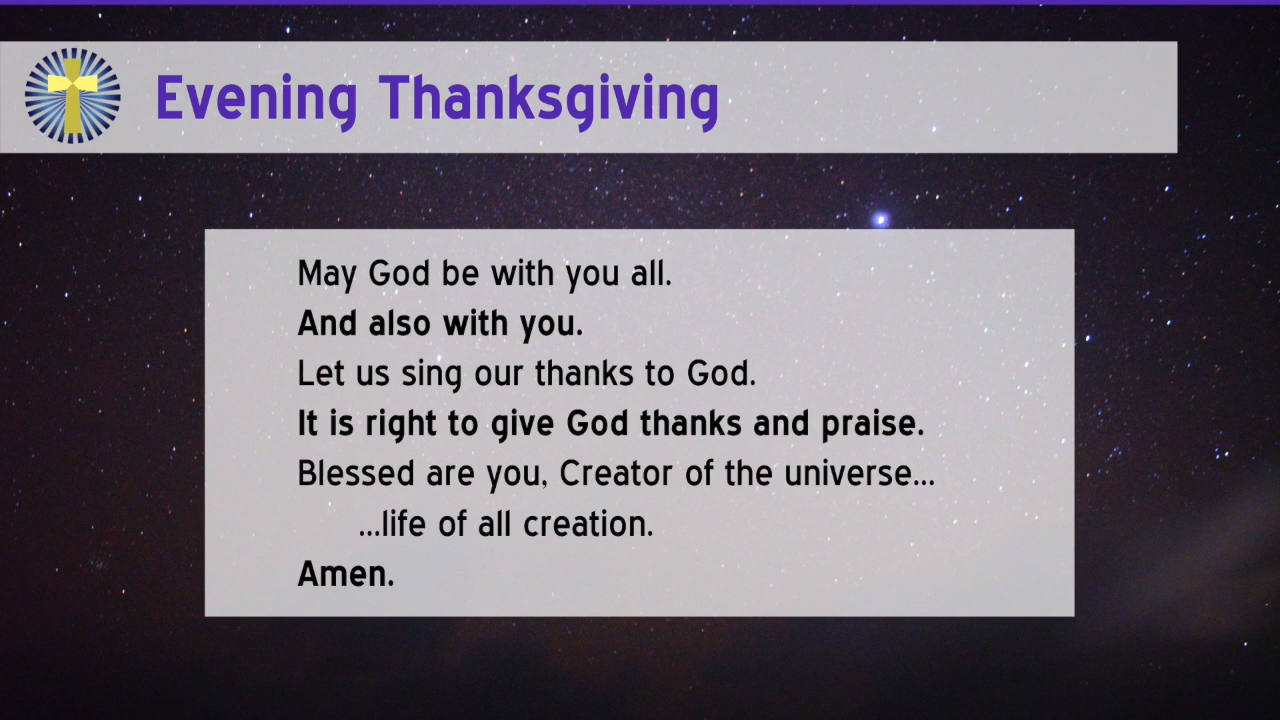 Evening Thanksgiving
May God be with you all.
And also with you.
Let us sing our thanks to God.
It is right to give God thanks and praise.
Blessed are you, Creator of the universe...
...life of all creation.
Amen.